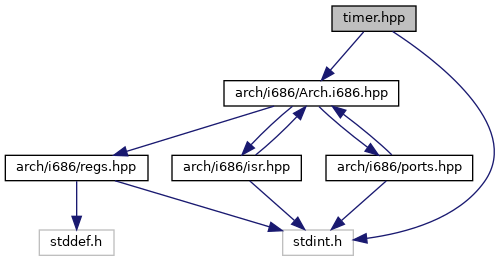 timer.hpp
arch/i686/Arch.i686.hpp
arch/i686/regs.hpp
arch/i686/isr.hpp
arch/i686/ports.hpp
stddef.h
stdint.h